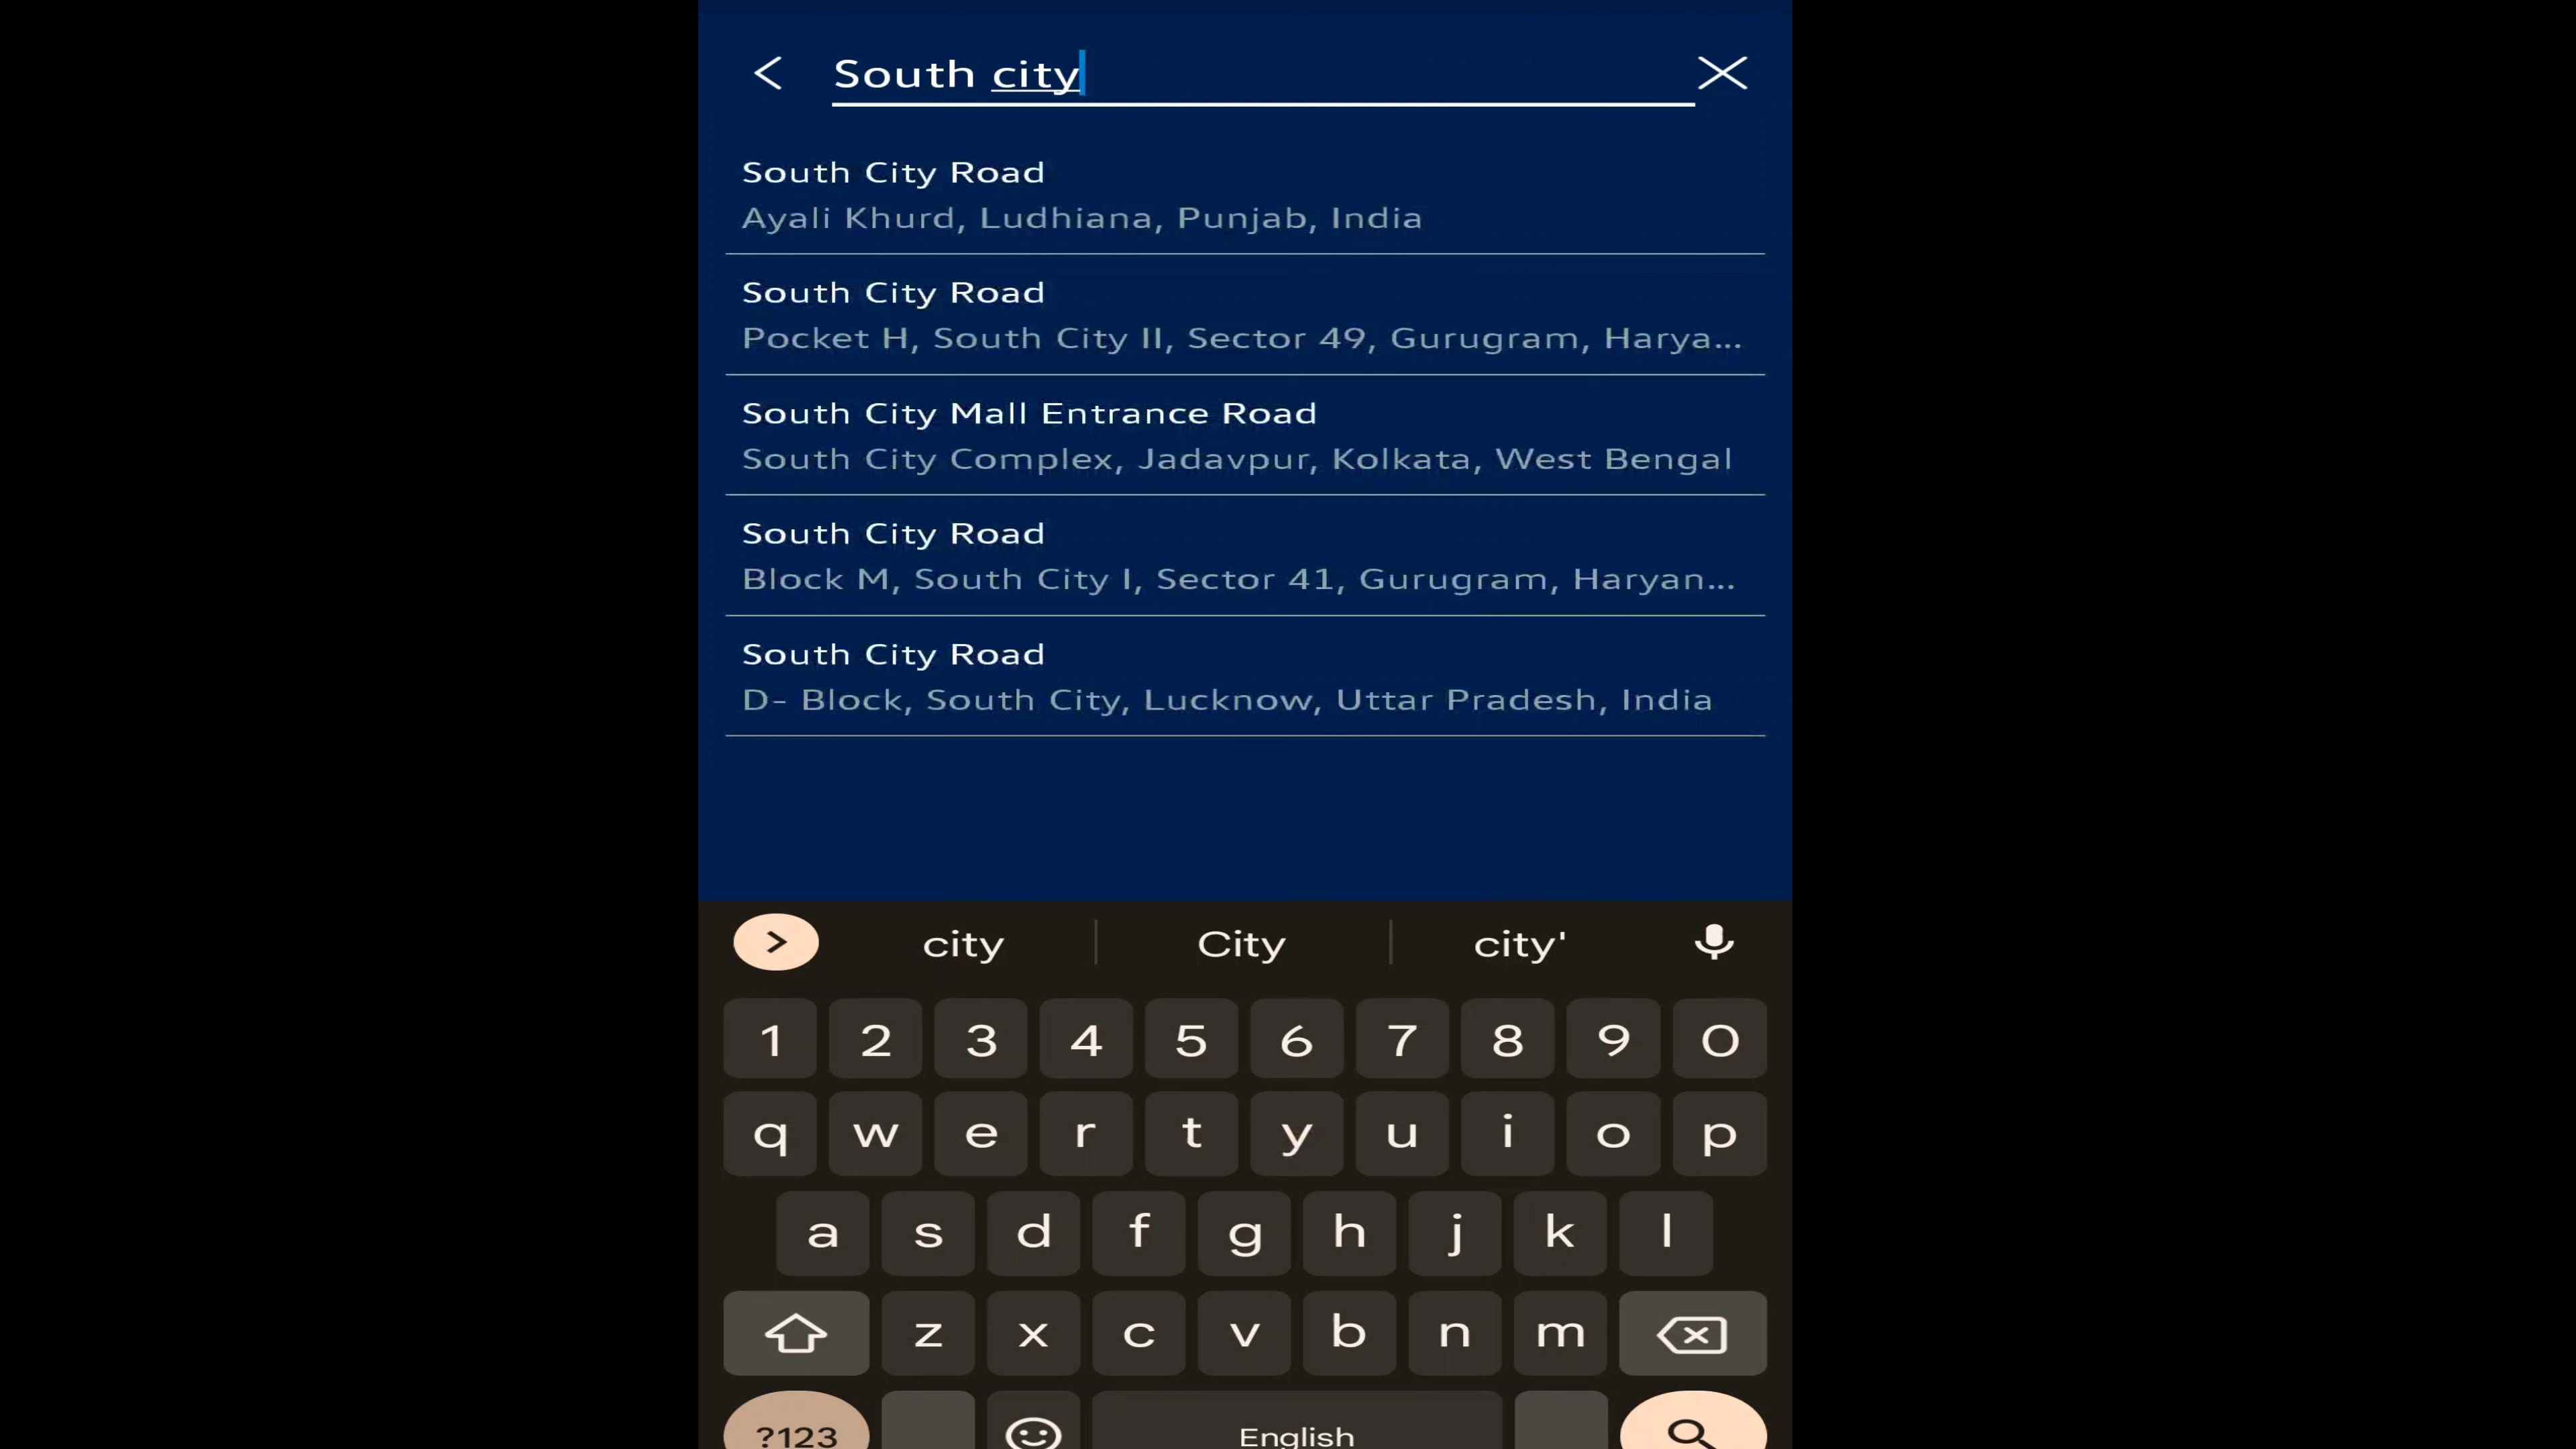 South city
South City Road
Ayali Khurd, Ludhiana, Punjab, India
South City Road
Pocket H, South City II, Sector 49, Gurugram, Harya...
South City Mall Entrance Road
South City Complex, Jadavpur, Kolkata, West Bengal
South City Road
Block M, South City I, Sector 41, Gurugram, Haryan...
South City Road
D- Block, South City, Lucknow, Uttar Pradesh, India
city City city'
1 2 3 4 5 6 7 8 9 0
q w e r t y u i o p
a s d f g h j k l
z x c v b n m
?123 English